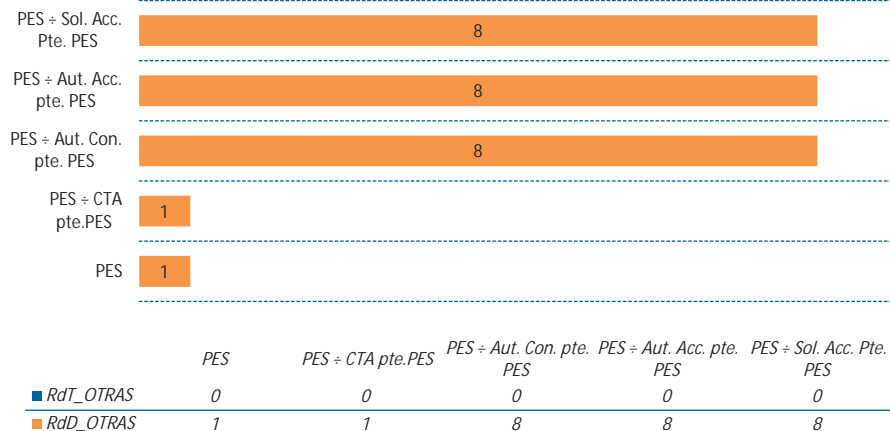 PES ÷ Sol. Acc.
Pte. PES
8
PES ÷ Aut. Acc.
pte. PES
8
PES ÷ Aut. Con.
pte. PES
8
PES ÷ CTA
pte.PES
1
PES
1
PES PES ÷ CTA pte.PES PES ÷ Aut. Con. pte. PES ÷ Aut. Acc. pte. PES ÷ Sol. Acc. Pte.
PES PES PES
RdT_OTRAS 0 0 0 0 0
RdD_OTRAS 1 1 8 8 8